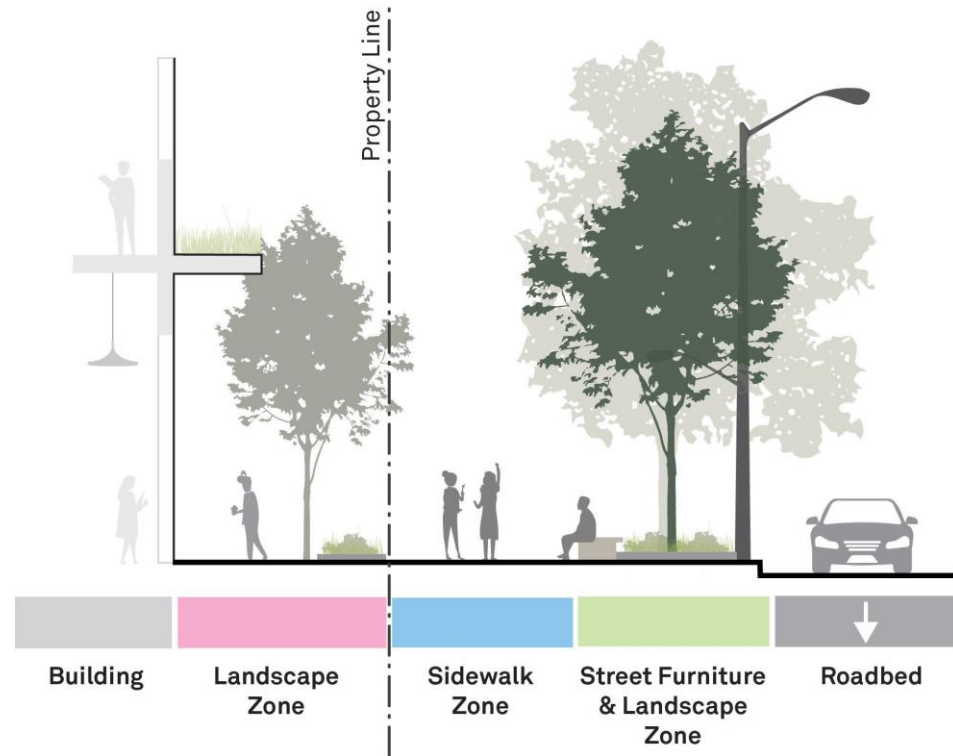 Property Line
Building
Landscape
Zone
Sidewalk
Zone
Street Furniture
& Landscape
Zone
Roadbed